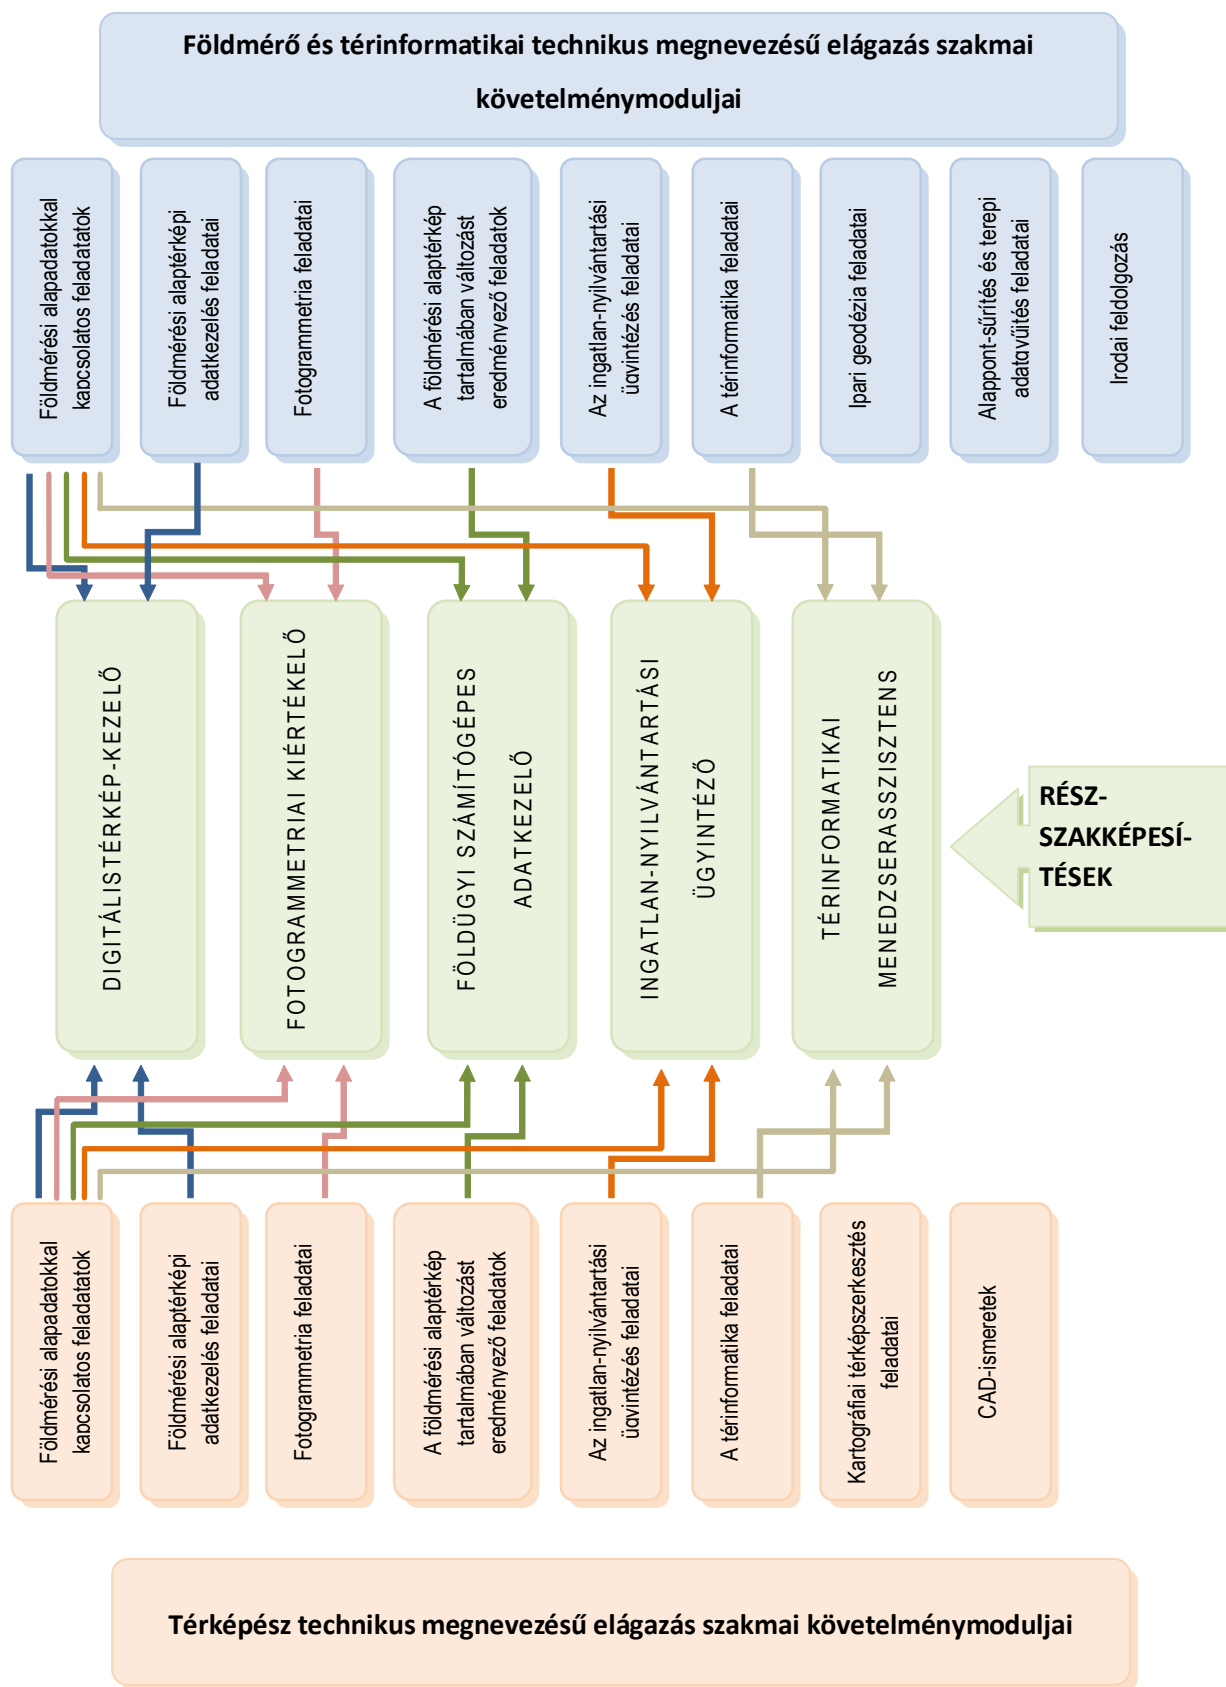 Földmérő és térinformatikai technikus megnevezésű elágazás szakmai
követelménymoduljai
Földmérési alapadatokkal
kapcsolatos feladatatok
Földmérési alaptérképi
adatkezelés feladatai
Fotogrammetria feladatai
A földmérési alaptérkép
tartalmában változást
eredményező feladatok
Az ingatlan-nyilvántartási
ügyintézés feladatai
A térinformatika feladatai
Ipari geodézia feladatai
Alappont-sűrítés és terepi
adatgyűjtés feladatai
Irodai feldolgozás
DIGITÁLISTÉRKÉP-KEZELŐ
FOTOGRAMMETRIAI KIÉRTÉKELŐ
FÖLDÜGYI SZÁMÍTÓGÉPES
ADATKEZELŐ
INGATLAN-NYILVÁNTARTÁSI
ÜGYINTÉZŐ
TÉRINFORMATIKAI
MENEDZSERASSZISZTENS
RÉSZ-
SZAKKÉPESÍ-
TÉSEK
Földmérési alapadatokkal
kapcsolatos feladatatok
Földmérési alaptérképi
adatkezelés feladatai
Fotogrammetria feladatai
A földmérési alaptérkép
tartalmában változást
eredményező feladatok
Az ingatlan-nyilvántartási
ügyintézés feladatai
A térinformatika feladatai
Kartográfiai térképszerkesztés
feladatai
CAD-ismeretek
Térképész technikus megnevezésű elágazás szakmai követelménymoduljai